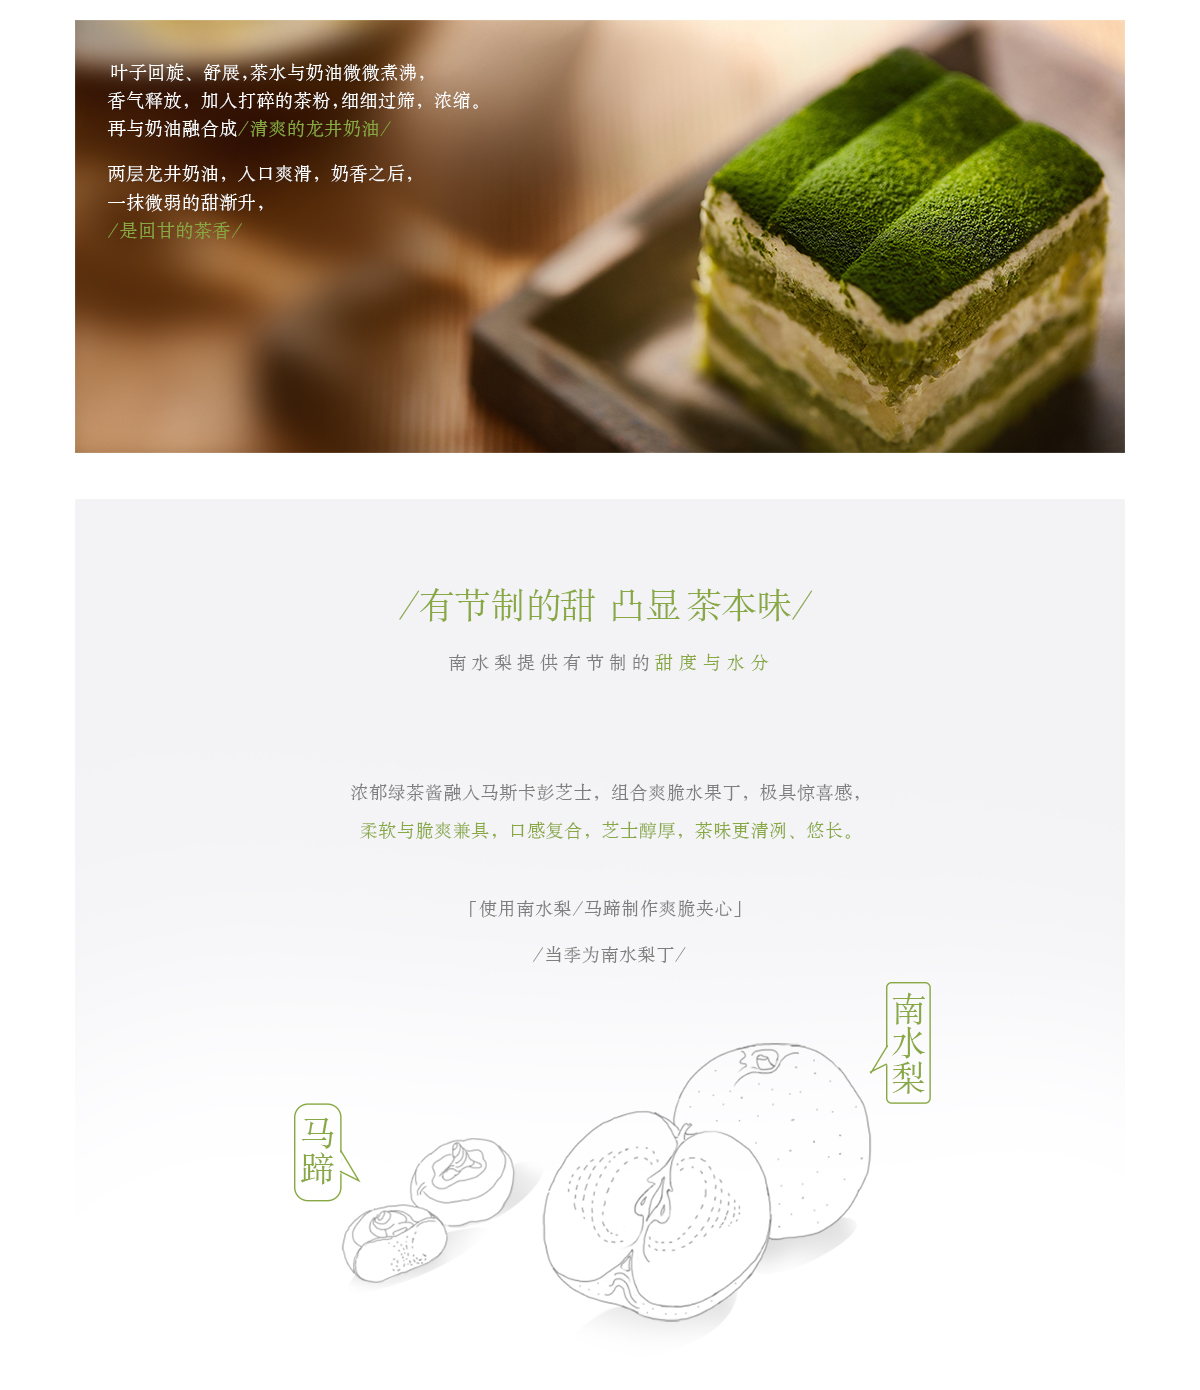 叶子回旋、舒展,茶水与奶油微微煮沸，
香气释放，加入打碎的茶粉,细细过筛，浓缩。
再与奶油融合成/清爽的龙井奶油/
两层龙井奶油，入口爽滑，奶香之后，
一抹微弱的甜渐升，
/是回甘的茶香/
/有节制的甜 凸显茶本味/
南水梨提供有节制的甜度与水分
浓郁绿茶酱融入马斯卡彭芝士，组合爽脆水果丁，极具惊喜感，
柔软与脆爽兼具，口感复合，芝士醇厚，茶味更清冽、悠长。
「使用南水梨/马蹄制作爽脆夹心」
/当季为南水梨丁/
南水梨
马蹄